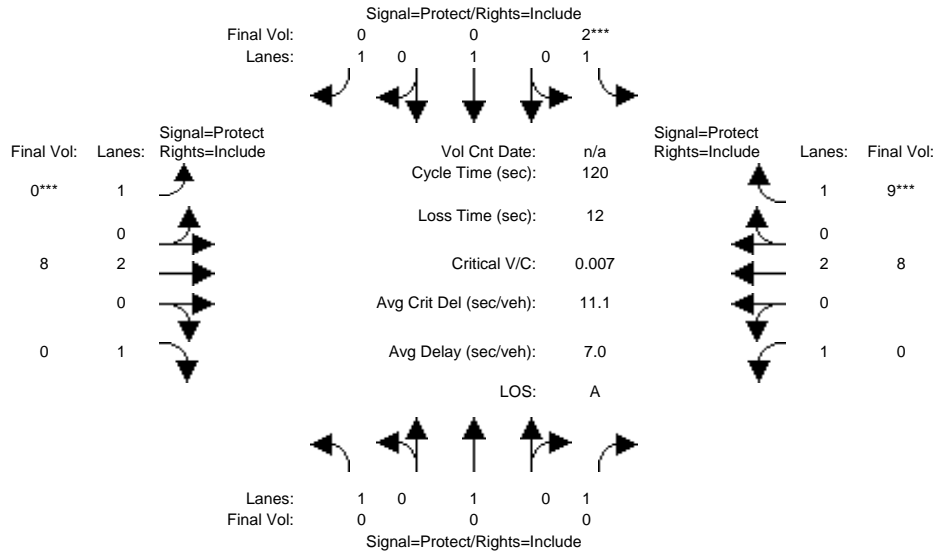 Signal=Protect/Rights=Include
Final Vol: 0 0 2***
Lanes: 1 0 1 0 1
Signal=Protect Signal=Protect
Final Vol: Lanes: Rights=Include Vol Cnt Date: n/a Rights=Include Lanes: Final Vol:
Cycle Time (sec): 120
0*** 1 1 9***
Loss Time (sec): 12
0 0
8 2 Critical V/C: 0.007 2 8
0 Avg Crit Del (sec/veh): 11.1 0
0 1 Avg Delay (sec/veh): 7.0 1 0
LOS: A
Lanes: 1 0 1 0 1
Final Vol: 0 0 0
Signal=Protect/Rights=Include